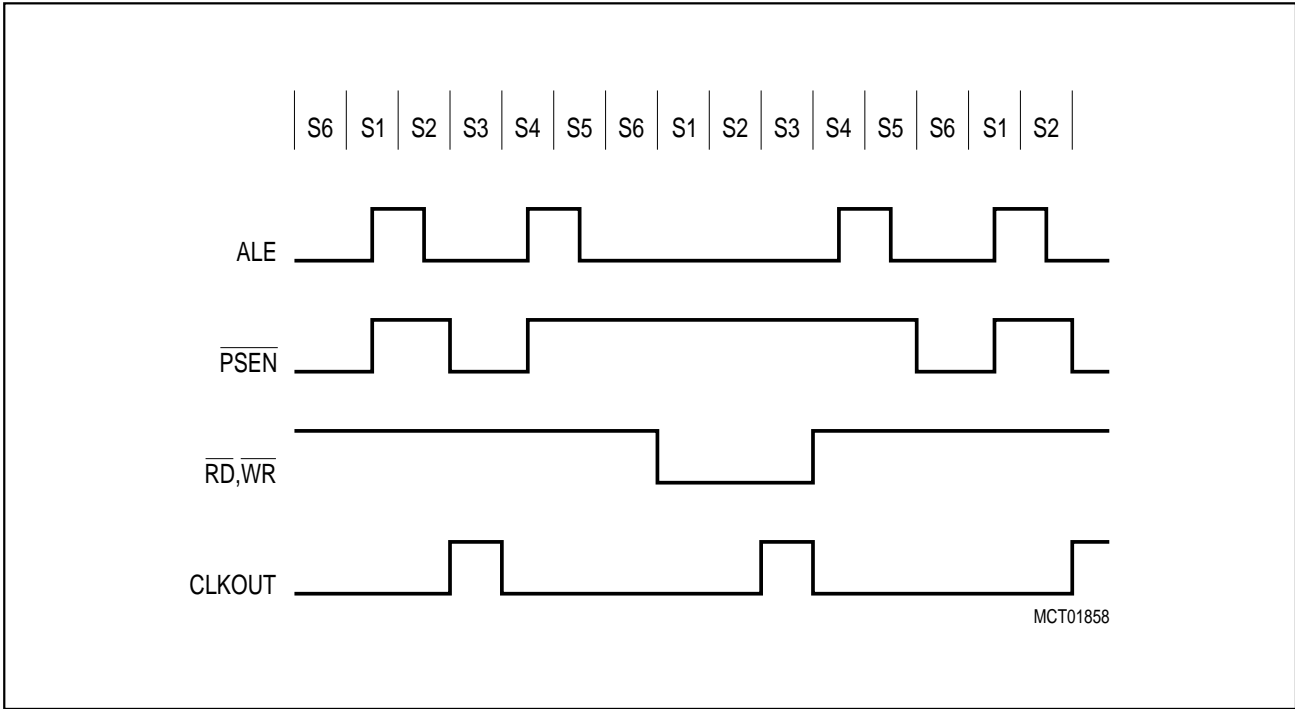 S6 S1 S2 S3 S4 S5 S6 S1 S2 S3 S4 S5 S6 S1 S2
ALE
PSEN
RD,WR
CLKOUT
MCT01858